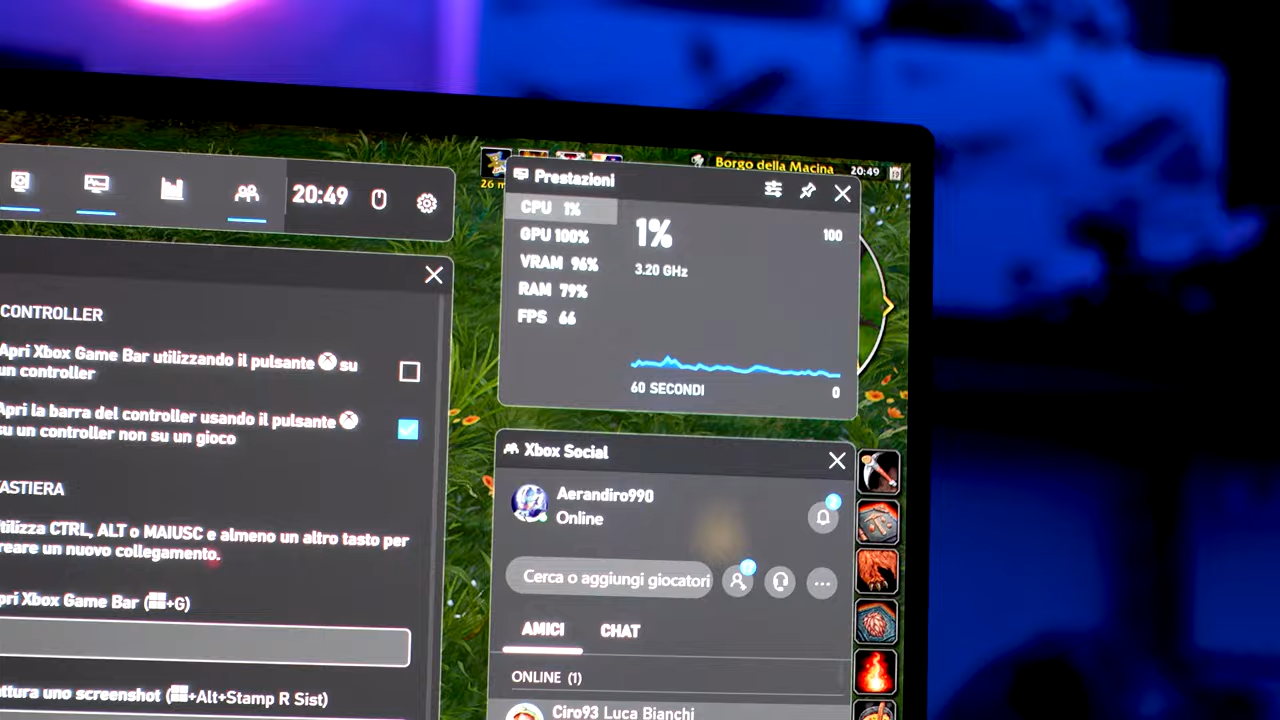 20:49
CONTROLLER
Apri Xbox Game Bar utilizzando il pulsante su
un controller
Apri la barra del controller usando il pulsante
su un controller non su un gioco
ASTIERA
tilizza CTRL, ALT o MAIUSC e almeno un altro tasto per
reare un nuovo collegamento.
pri Xbox Game Bar (+G)
attura uno screenshot (+Alt+Stamp R Sist)
26 m
Borgo della Macina 20:49
Prestazioni
CPU 1%
GPU 100%
VRAM 96%
RAM 79%
FPS 66
1%
3.20 GHz
100
60 SECONDI
0
Xbox Social
Aerandiro990
Online
Cerca o aggiungi giocatori
AMICI CHAT
ONLINE (1)
Ciro93 Luca Bianchi